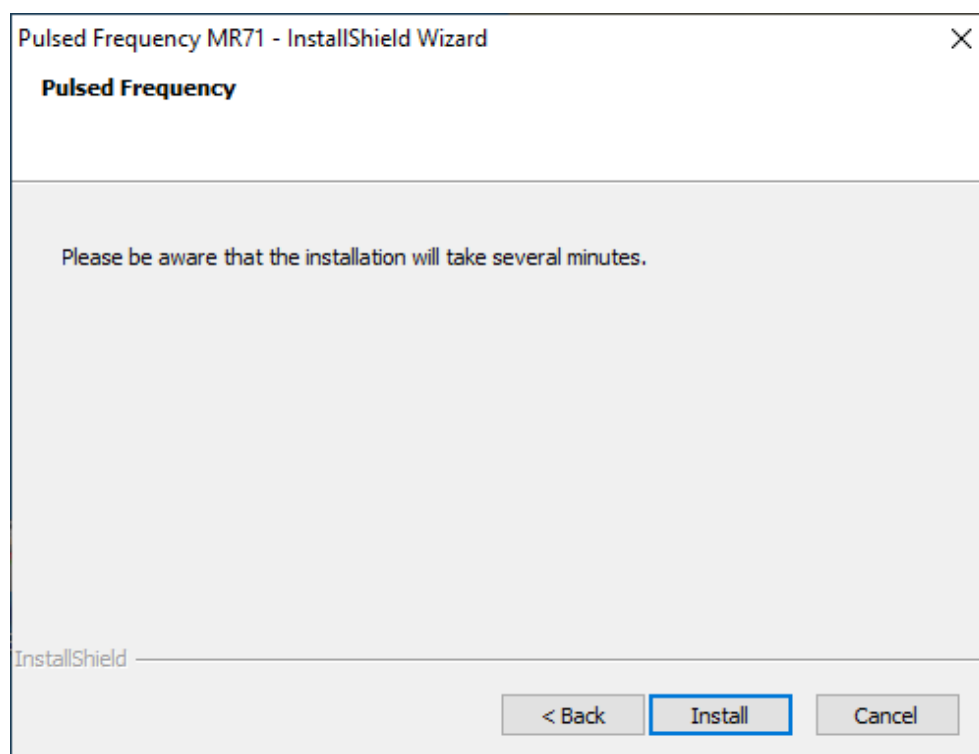 Pulsed Frequency MR71 - InstallShield Wizard
Pulsed Frequency
Please be aware that the installation will take several minutes.
InstallShield
< Back Install Cancel